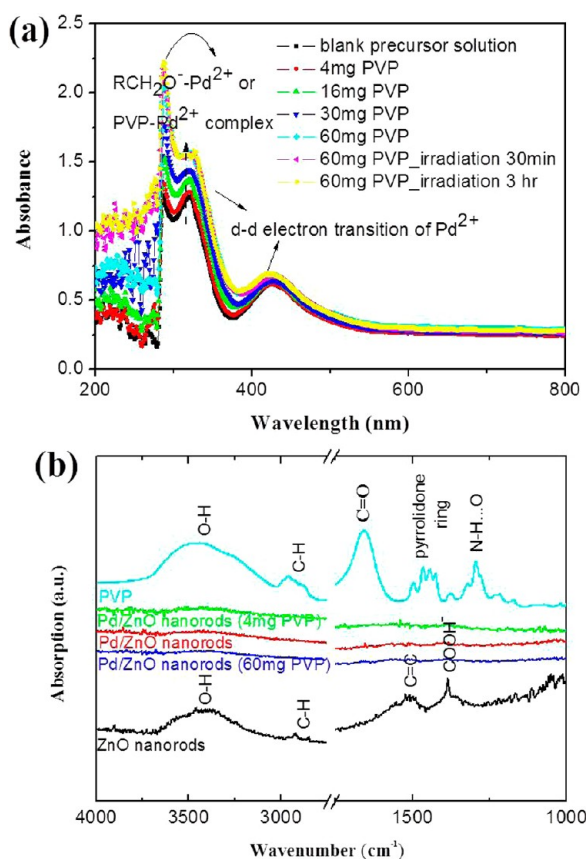 (a)
2.5
2.0
1.5
1.0
0.5
0.0
Absobance
RCH2O⁻-Pd²⁺ or
PVP-Pd²⁺ complex
blank precursor solution
4mg PVP
16mg PVP
30mg PVP
60mg PVP
60mg PVP_irradiation 30min
60mg PVP_irradiation 3 hr
d-d electron transition of Pd²⁺
200 400 600 800
Wavelength (nm)
(b)
Absorption (a.u.)
O-H
C-H
C=O
pyrrolidone
ring
N-H...O
PVP
Pd/ZnO nanorods (4mg PVP)
Pd/ZnO nanorods
Pd/ZnO nanorods (60mg PVP)
O-H
C-H
C=C
COOH⁻
ZnO nanorods
4000 3500 3000 1500 1000
Wavenumber (cm⁻¹)